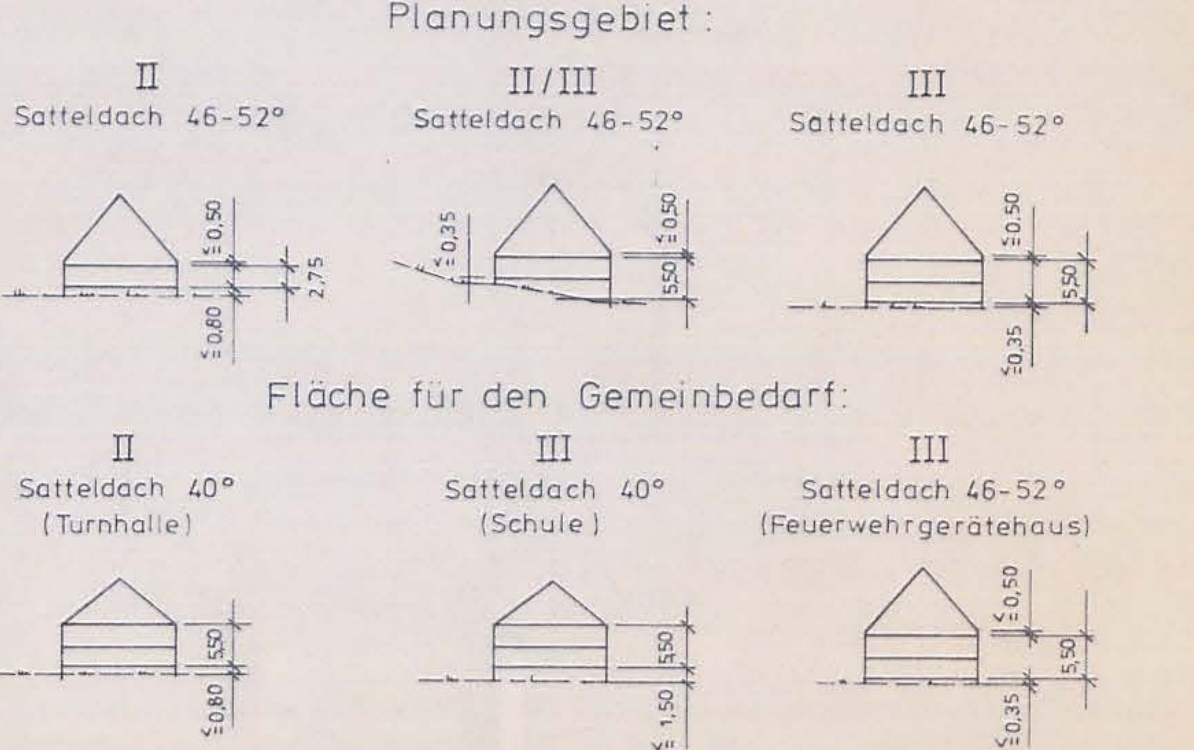 Planungsgebiet :
II
II/III
III
Satteldach 46-52°
Satteldach 46-52°
Satteldach 46-52°
≦0,50
2,75
≦0,80
≦0,35
≦0,50
5,50
≦0,50
5,50
≦0,35
Fläche für den Gemeinbedarf:
II
III
III
Satteldach 40°
Satteldach 40°
Satteldach 46-52°
(Turnhalle)
(Schule)
(Feuerwehrgerätehaus)
5,50
≦0,80
5,50
≦ 1,50
≦0,50
5,50
≦0,35